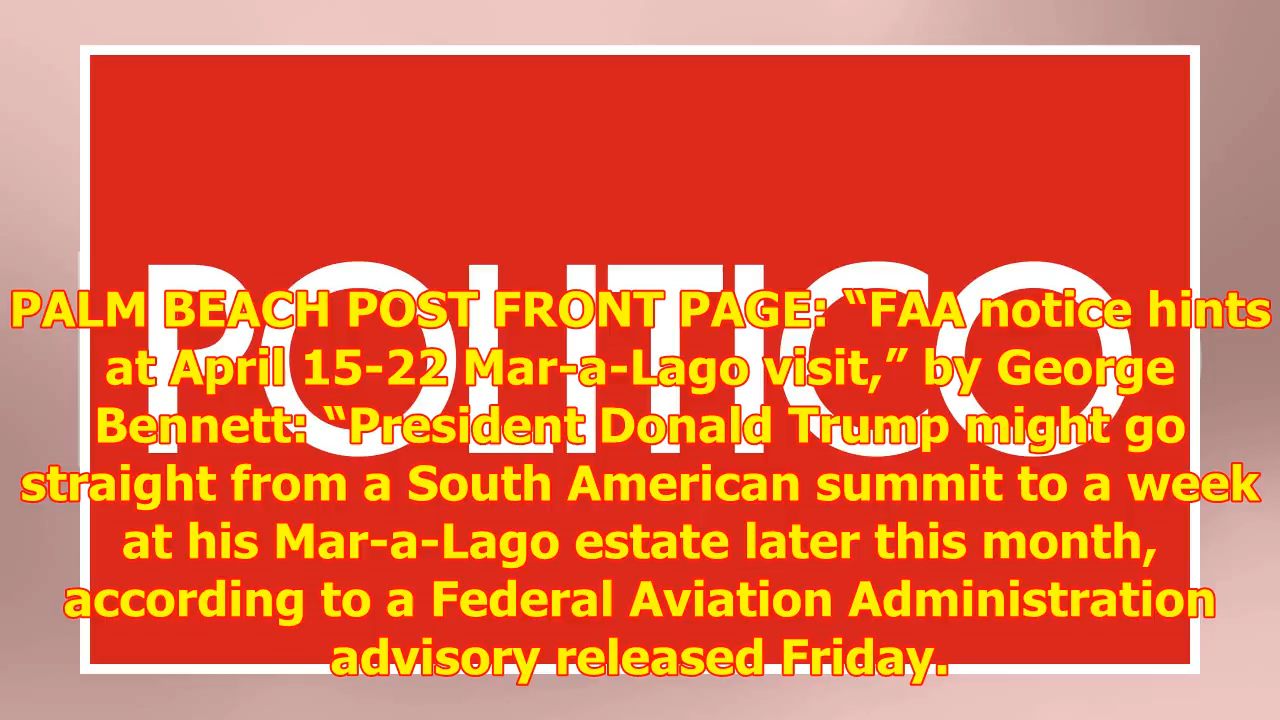 POLITICO
PALM BEACH POST FRONT PAGE: “FAA notice hints
at April 15-22 Mar-a-Lago visit,” by George
Bennett: “President Donald Trump might go
straight from a South American summit to a week
at his Mar-a-Lago estate later this month,
according to a Federal Aviation Administration
advisory released Friday.